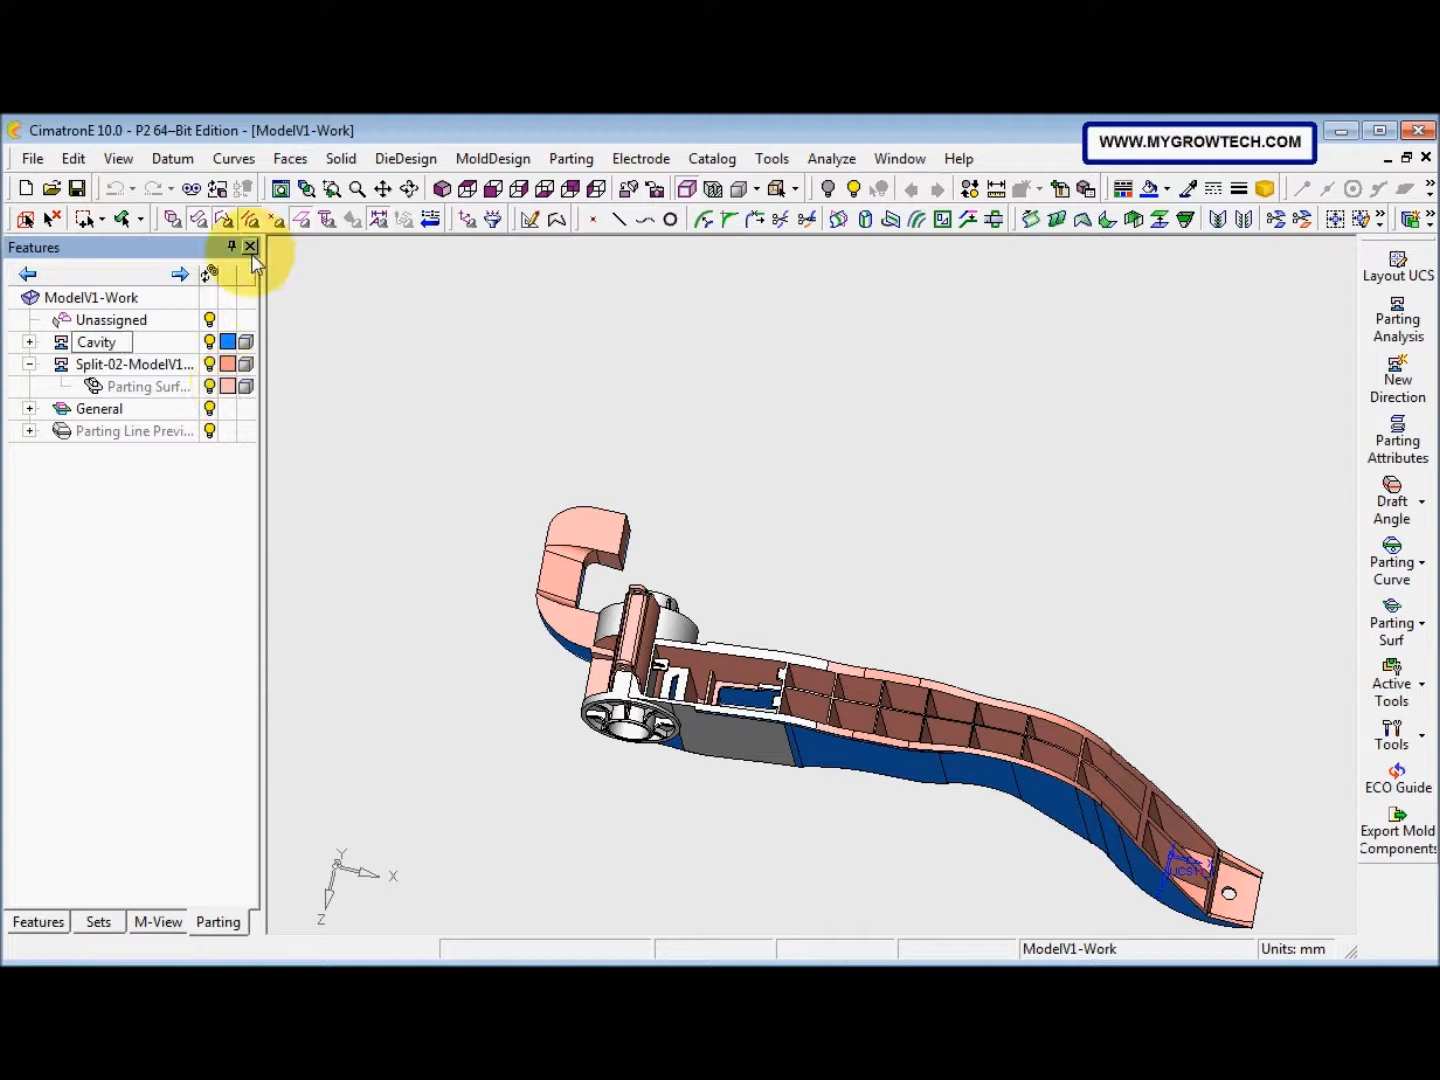 CimatronE 10.0 - P2 64–Bit Edition - [ModelV1-Work]
WWW.MYGROWTECH.COM
File Edit View Datum Curves Faces Solid DieDesign MoldDesign Parting Electrode Catalog Tools Analyze Window Help
Features
ModelV1-Work
Unassigned
Cavity
Split-02-ModelV1...
Parting Surf...
General
Parting Line Previ...
Features Sets M-View Parting
Layout UCS
Parting
Analysis
New
Direction
Parting
Attributes
Draft
Angle
Parting
Curve
Parting
Surf
Active
Tools
Tools
ECO Guide
Export Mold
Components
Y
X
Z
ModelV1-Work
Units: mm